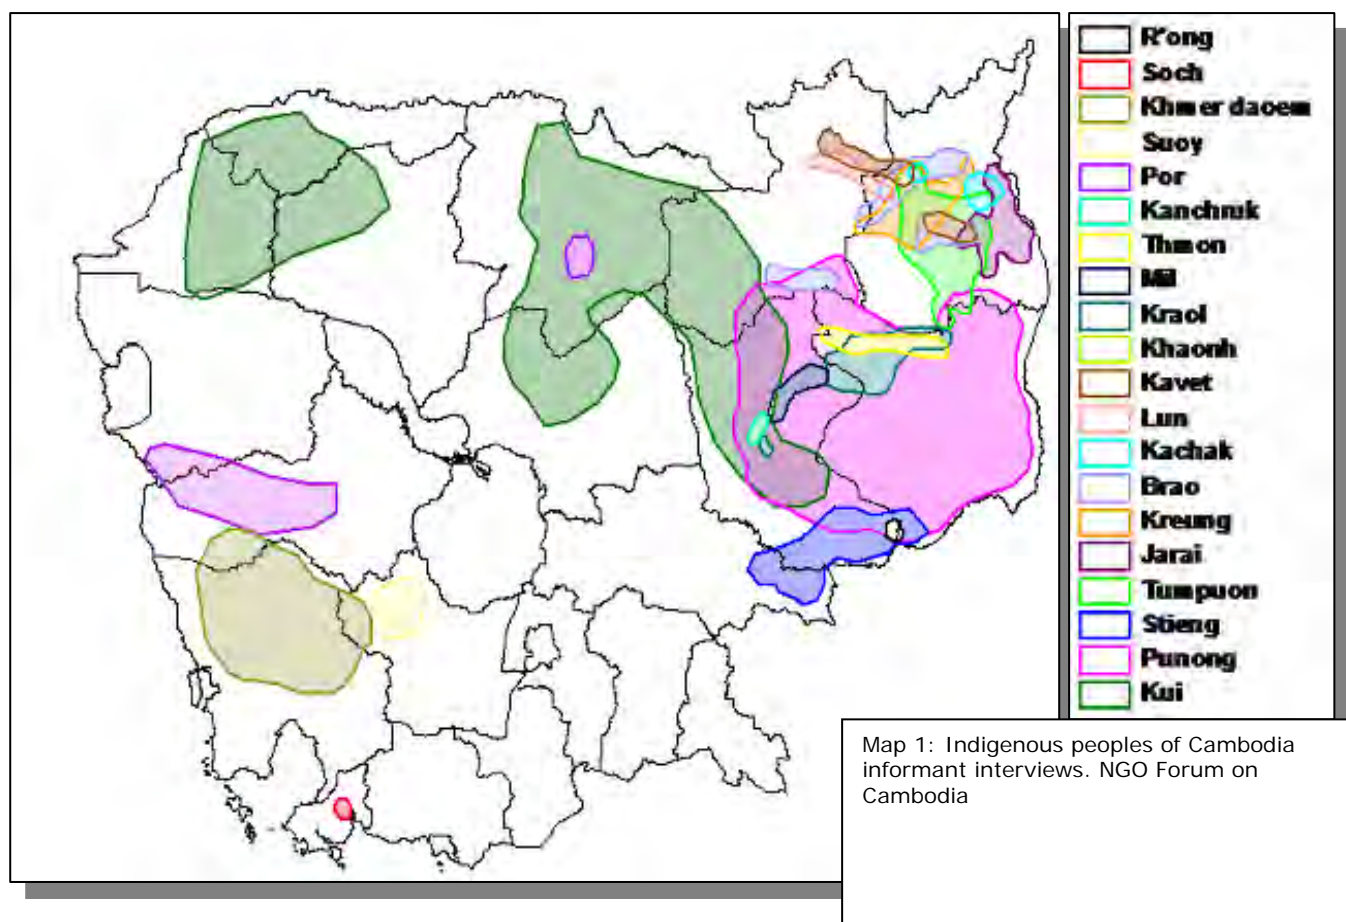 R'ong
Soch
Khmer daoem
Suoy
Por
Kanchruk
Thmon
Mil
Kraol
Khaonh
Kavet
Lun
Kachak
Brao
Kreung
Jarai
Tumpuon
Stieng
Punong
Kui
Map 1: Indigenous peoples of Cambodia
informant interviews. NGO Forum on
Cambodia